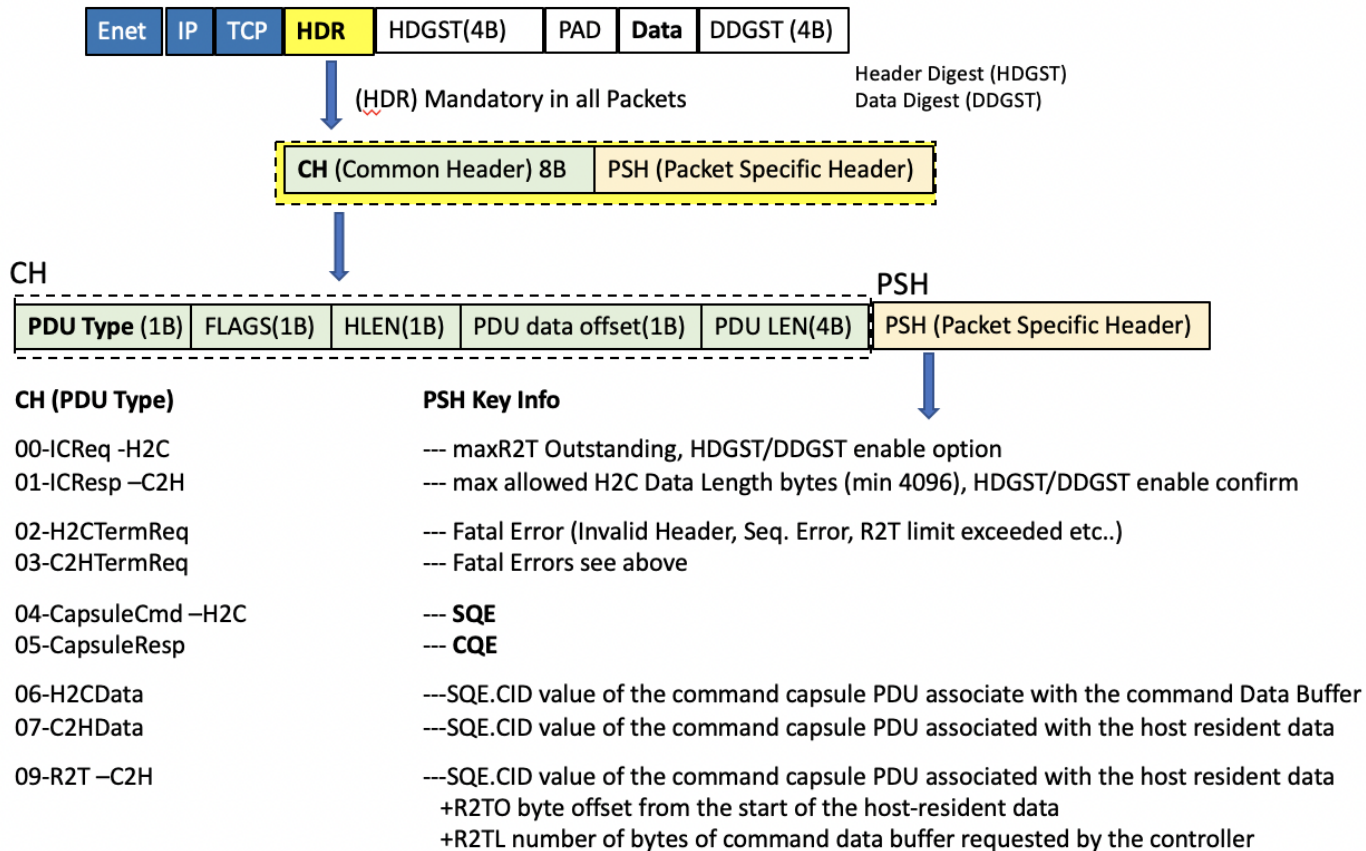 Enet IP TCP HDR HDGST(4B) PAD Data DDGST (4B)
Header Digest (HDGST)
Data Digest (DDGST)
(HDR) Mandatory in all Packets
CH (Common Header) 8B PSH (Packet Specific Header)
CH PSH
PDU Type (1B) FLAGS(1B) HLEN(1B) PDU data offset(1B) PDU LEN(4B) PSH (Packet Specific Header)
CH (PDU Type) PSH Key Info
00-ICReq -H2C --- maxR2T Outstanding, HDGST/DDGST enable option
01-ICResp –C2H --- max allowed H2C Data Length bytes (min 4096), HDGST/DDGST enable confirm
02-H2CTermReq --- Fatal Error (Invalid Header, Seq. Error, R2T limit exceeded etc..)
03-C2HTermReq --- Fatal Errors see above
04-CapsuleCmd –H2C --- SQE
05-CapsuleResp --- CQE
06-H2CData ---SQE.CID value of the command capsule PDU associate with the command Data Buffer
07-C2HData ---SQE.CID value of the command capsule PDU associated with the host resident data
09-R2T –C2H ---SQE.CID value of the command capsule PDU associated with the host resident data
+R2TO byte offset from the start of the host-resident data
+R2TL number of bytes of command data buffer requested by the controller